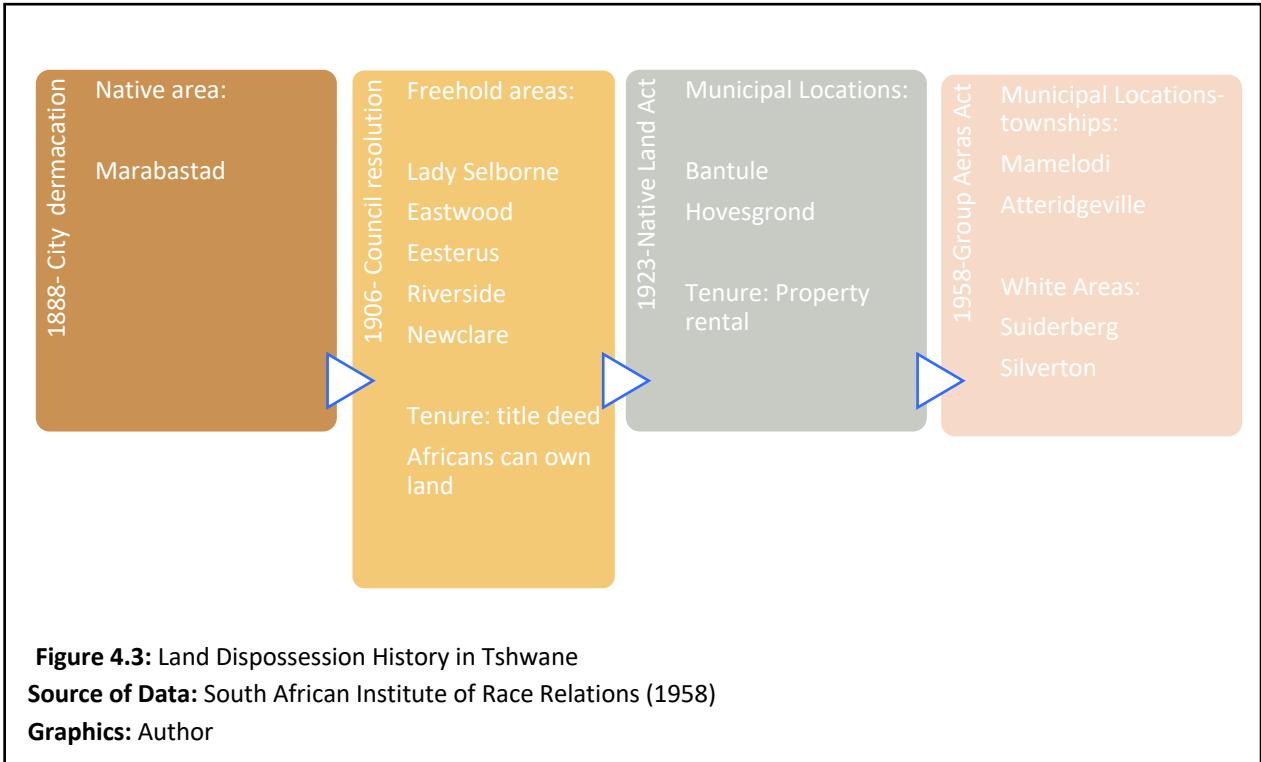 1888- City dermacation
Native area:
Marabastad
1906- Council resolution
Freehold areas:
Lady Selborne
Eastwood
Eesterus
Riverside
Newclare
Tenure: title deed
Africans can own
land
1923-Native Land Act
Municipal Locations:
Bantule
Hovesgrond
Tenure: Property
rental
1958-Group Aeras Act
Municipal Locations-
townships:
Mamelodi
Atteridgeville
White Areas:
Suiderberg
Silverton
Figure 4.3: Land Dispossession History in Tshwane
Source of Data: South African Institute of Race Relations (1958)
Graphics: Author